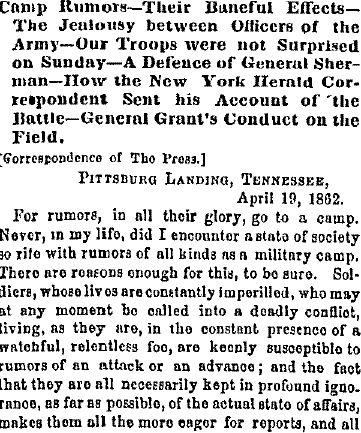 Camp Rumors—Their Baneful Effects—
The Jealousy between Officers of the
Army—Our Troops were not Surprised
on Sunday—A Defence of General Sher-
man—How the New York Herald Cor-
respondent Sent his Account of the
Battle—General Grant's Conduct on the
Field.
[Correspondence of The Press.]
PITTSBURG LANDING, TENNESSEE,
April 19, 1862.
For rumors, in all their glory, go to a camp.
Never, in my life, did I encounter a state of society
so rife with rumors of all kinds as a military camp.
There are reasons enough for this, to be sure. Sol-
diers, whose lives are constantly imperilled, who may
at any moment be called into a deadly conflict,
living, as they are, in the constant presence of a
watchful, relentless foe, are keenly susceptible to
rumors of an attack or an advance; and the fact
that they are all necessarily kept in profound igno-
rance, as far as possible, of the actual state of affairs,
makes them all the more eager for reports, and all